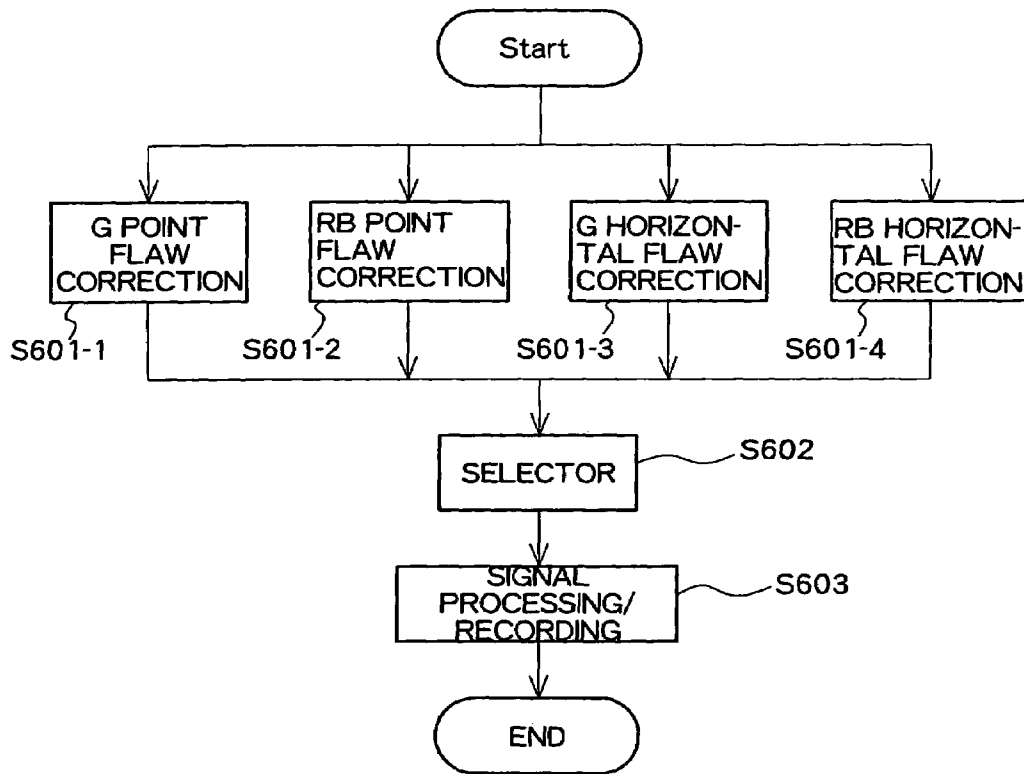 Start
G POINT
FLAW
CORRECTION
RB POINT
FLAW
CORRECTION
G HORIZON-
TAL FLAW
CORRECTION
RB HORIZON-
TAL FLAW
CORRECTION
S601-1
S601-2
S601-3
S601-4
SELECTOR
S602
SIGNAL
PROCESSING/
RECORDING
S603
END